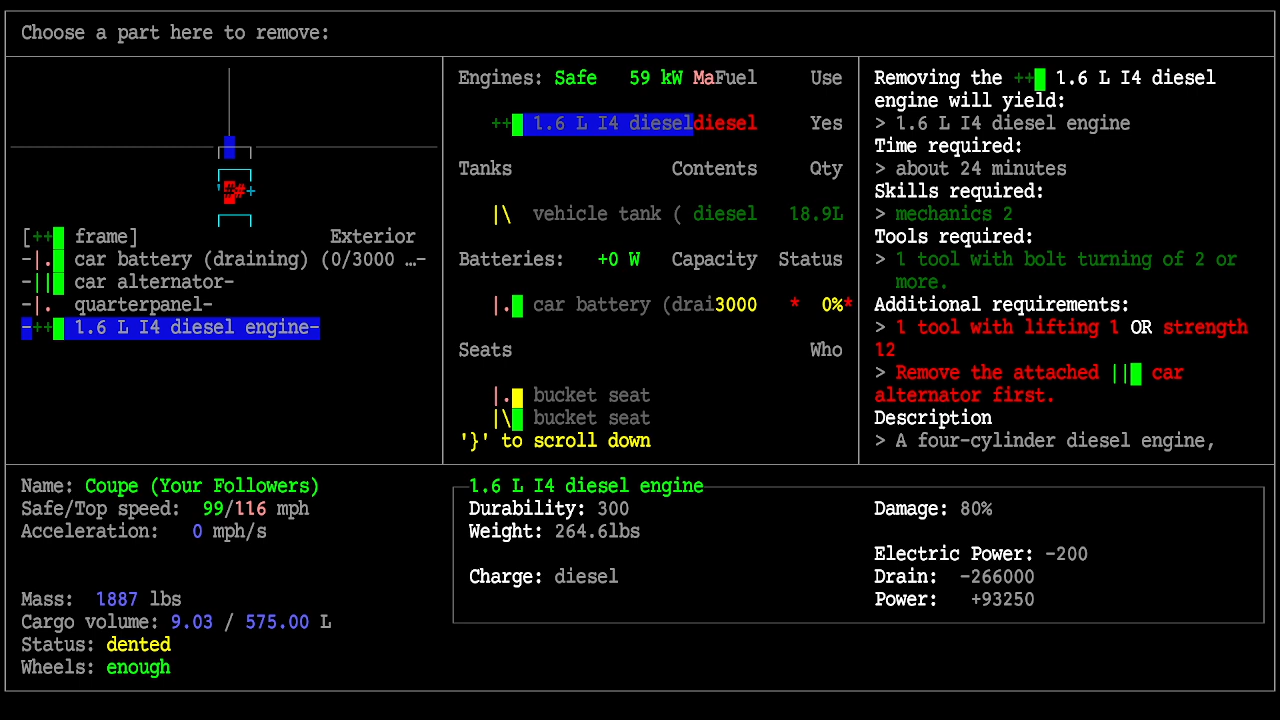 Choose a part here to remove:
[++ frame] Exterior
-|. car battery (draining) (0/3000 …-
-|| car alternator-
-|. quarterpanel-
-++ 1.6 L I4 diesel engine-
Engines: Safe 59 kW MaFuel Use
++ 1.6 L I4 dieseldiesel Yes
Tanks Contents Qty
|\ vehicle tank ( diesel 18.9L
Batteries: +0 W Capacity Status
|. car battery (drai3000 * 0%*
Seats Who
|. bucket seat
|\ bucket seat
'}' to scroll down
Removing the ++ 1.6 L I4 diesel
engine will yield:
> 1.6 L I4 diesel engine
Time required:
> about 24 minutes
Skills required:
> mechanics 2
Tools required:
> 1 tool with bolt turning of 2 or
more.
Additional requirements:
> 1 tool with lifting 1 OR strength
12
> Remove the attached || car
alternator first.
Description
> A four-cylinder diesel engine,
Name: Coupe (Your Followers)
Safe/Top speed: 99/116 mph
Acceleration: 0 mph/s
Mass: 1887 lbs
Cargo volume: 9.03 / 575.00 L
Status: dented
Wheels: enough
1.6 L I4 diesel engine
Durability: 300 Damage: 80%
Weight: 264.6lbs
Electric Power: -200
Charge: diesel Drain: -266000
Power: +93250